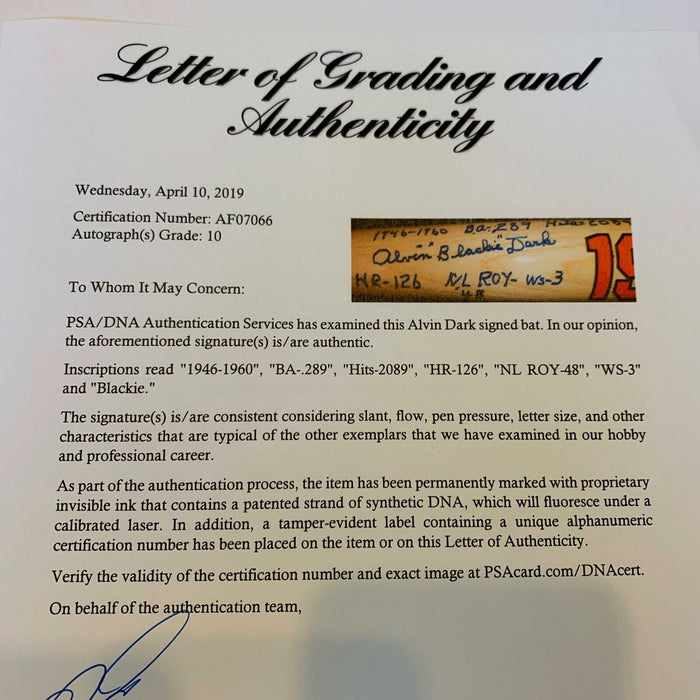 Letter of Grading and
Authenticity
Wednesday, April 10, 2019
Certification Number: AF07066
Autograph(s) Grade: 10
1946-1960 BA-.289 Hits-
Alvin "Blackie" Dark
HR-126 NL ROY- WS-3
48
To Whom It May Concern:
PSA/DNA Authentication Services has examined this Alvin Dark signed bat. In our opinion,
the aforementioned signature(s) is/are authentic.
Inscriptions read "1946-1960", "BA-.289", "Hits-2089", "HR-126", "NL ROY-48", "WS-3"
and "Blackie."
The signature(s) is/are consistent considering slant, flow, pen pressure, letter size, and other
characteristics that are typical of the other exemplars that we have examined in our hobby
and professional career.
As part of the authentication process, the item has been permanently marked with proprietary
invisible ink that contains a patented strand of synthetic DNA, which will fluoresce under a
calibrated laser. In addition, a tamper-evident label containing a unique alphanumeric
certification number has been placed on the item or on this Letter of Authenticity.
Verify the validity of the certification number and exact image at PSAcard.com/DNAcert.
On behalf of the authentication team,